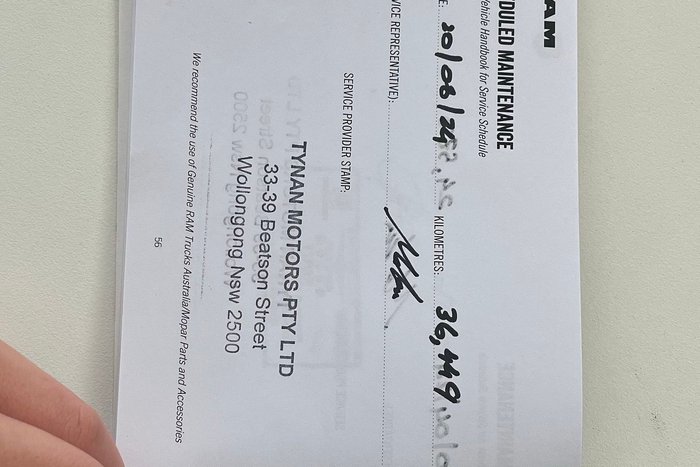 RAM
DULED MAINTENANCE
ehicle Handbook for Service Schedule
E: 20/06/24 KILOMETRES: 36,449
VICE REPRESENTATIVE):
SERVICE PROVIDER STAMP:
TYNAN MOTORS PTY LTD
33-39 Beatson Street
Wollongong Nsw 2500
We recommend the use of Genuine RAM Trucks Australia/Mopar Parts and Accessories
56